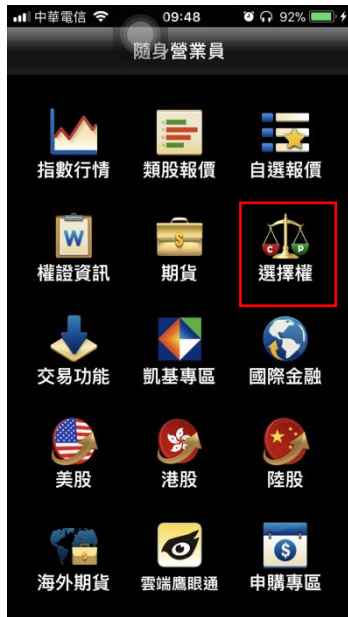 中華電信 09:48 92%
隨身營業員
指數行情 類股報價 自選報價
W $ C P
權證資訊 期貨 選擇權
交易功能 凱基專區 國際金融
美股 港股 陸股
$
海外期貨 雲端鷹眼通 申購專區